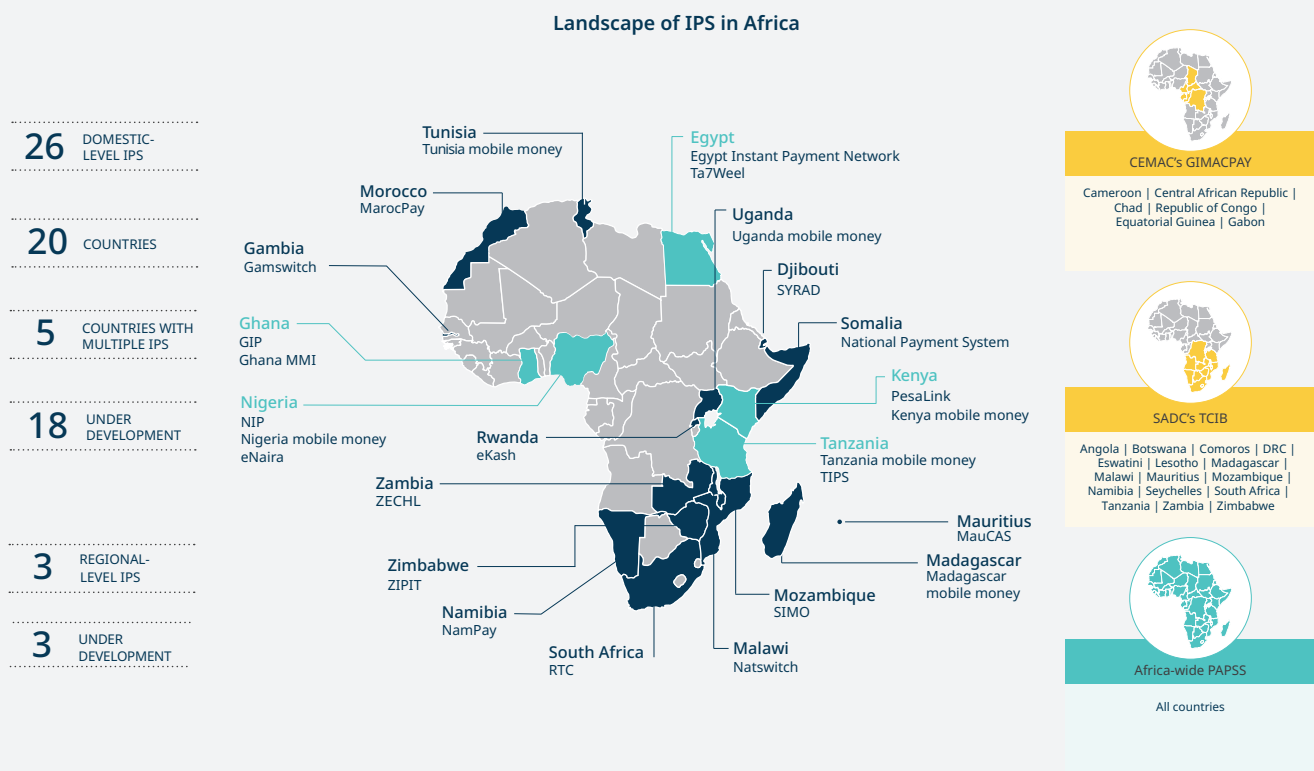 Landscape of IPS in Africa
26
DOMESTIC-
LEVEL IPS
20
COUNTRIES
5
COUNTRIES WITH
MULTIPLE IPS
18
UNDER
DEVELOPMENT
3
REGIONAL-
LEVEL IPS
3
UNDER
DEVELOPMENT
Tunisia
Tunisia mobile money
Morocco
MarocPay
Gambia
Gamswitch
Ghana
GIP
Ghana MMI
Nigeria
NIP
Nigeria mobile money
eNaira
Rwanda
eKash
Zambia
ZECHL
Zimbabwe
ZIPIT
Namibia
NamPay
South Africa
RTC
Egypt
Egypt Instant Payment Network
Ta7Weel
Uganda
Uganda mobile money
Djibouti
SYRAD
Somalia
National Payment System
Kenya
PesaLink
Kenya mobile money
Tanzania
Tanzania mobile money
TIPS
Mauritius
MauCAS
Madagascar
Madagascar
mobile money
Mozambique
SIMO
Malawi
Natswitch
CEMAC's GIMACPAY
Cameroon | Central African Republic |
Chad | Republic of Congo |
Equatorial Guinea | Gabon
SADC's TCIB
Angola | Botswana | Comoros | DRC |
Eswatini | Lesotho | Madagascar |
Malawi | Mauritius | Mozambique |
Namibia | Seychelles | South Africa |
Tanzania | Zambia | Zimbabwe
Africa-wide PAPSS
All countries